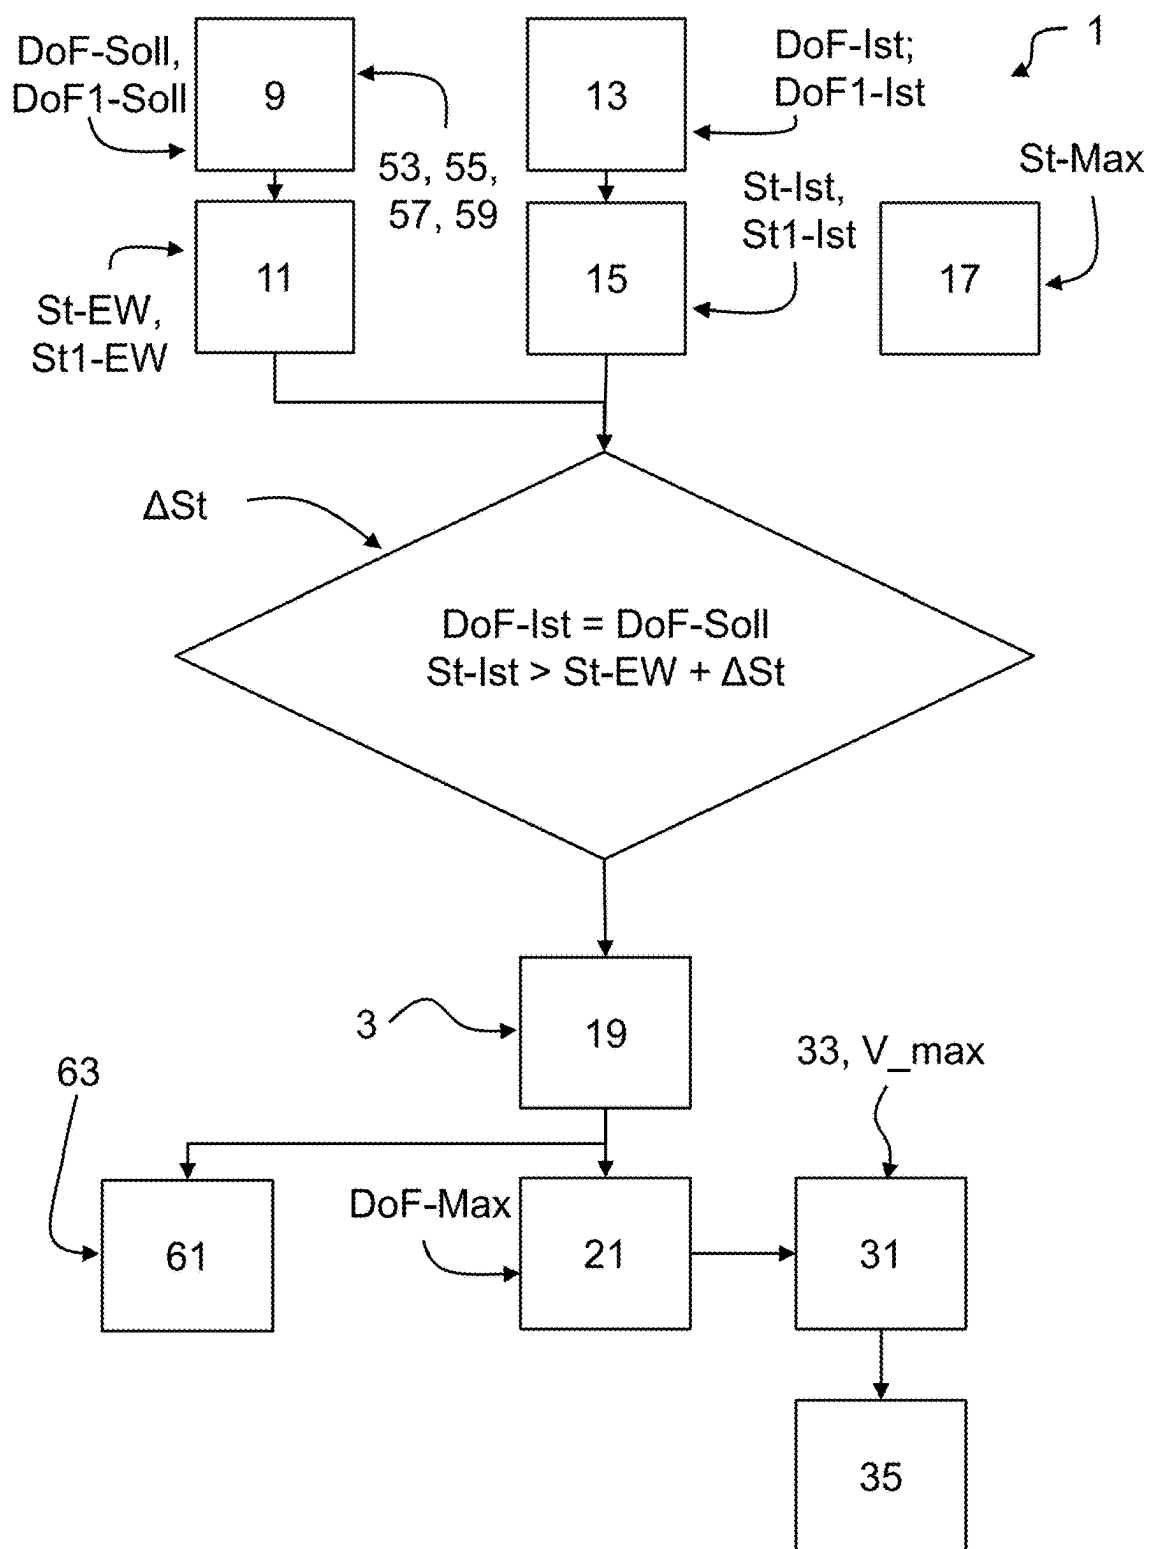 1
DoF-Soll,
DoF1-Soll
9
13
DoF-Ist;
DoF1-Ist
53, 55,
57, 59
St-Max
St-Ist,
St1-Ist
11
15
17
St-EW,
St1-EW
ΔSt
DoF-Ist = DoF-Soll
St-Ist > St-EW + ΔSt
3
19
33, V_max
63
DoF-Max
61
21
31
35